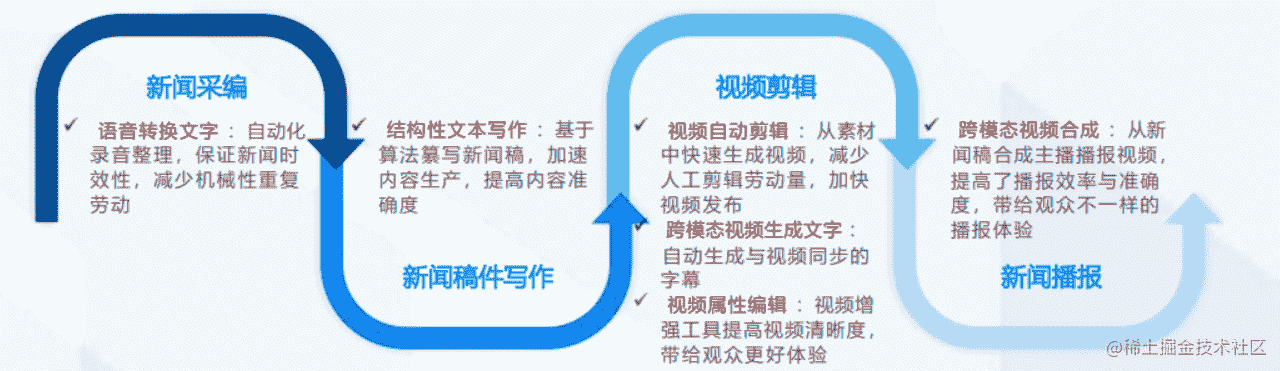 新闻采编
语音转换文字 ：自动化
录音整理，保证新闻时
效性，减少机械性重复
劳动
结构性文本写作 ：基于
算法纂写新闻稿，加速
内容生产，提高内容准
确度
新闻稿件写作
视频剪辑
视频自动剪辑 ：从素材
中快速生成视频，减少
人工剪辑劳动量，加快
视频发布
跨模态视频生成文字 ：
自动生成与视频同步的
字幕
视频属性编辑 ：视频增
强工具提高视频清晰度，
带给观众更好体验
跨模态视频合成 ：从新
闻稿合成主播播报视频，
提高了播报效率与准确
度，带给观众不一样的
播报体验
新闻播报
@稀土掘金技术社区